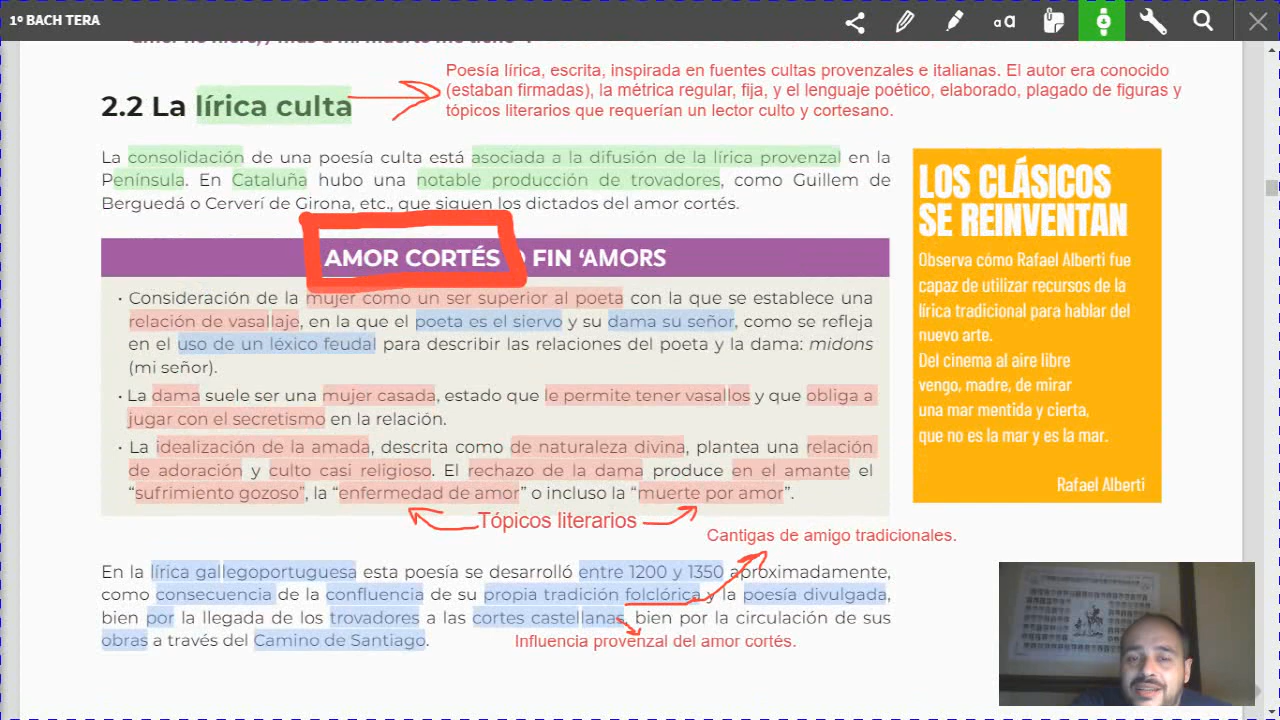 1º BACH TERA
aA
Poesía lírica, escrita, inspirada en fuentes cultas provenzales e italianas. El autor era conocido
(estaban firmadas), la métrica regular, fija, y el lenguaje poético, elaborado, plagado de figuras y
tópicos literarios que requerían un lector culto y cortesano.
2.2 La lírica culta
La consolidación de una poesía culta está asociada a la difusión de la lírica provenzal en la
Península. En Cataluña hubo una notable producción de trovadores, como Guillem de
Berguedá o Cerverí de Girona, etc., que siguen los dictados del amor cortés.
AMOR CORTÉS O FIN ‘AMORS
· Consideración de la mujer como un ser superior al poeta con la que se establece una
relación de vasallaje, en la que el poeta es el siervo y su dama su señor, como se refleja
en el uso de un léxico feudal para describir las relaciones del poeta y la dama: midons
(mi señor).
· La dama suele ser una mujer casada, estado que le permite tener vasallos y que obliga a
jugar con el secretismo en la relación.
· La idealización de la amada, descrita como de naturaleza divina, plantea una relación
de adoración y culto casi religioso. El rechazo de la dama produce en el amante el
“sufrimiento gozoso”, la “enfermedad de amor” o incluso la “muerte por amor”.
Tópicos literarios
Cantigas de amigo tradicionales.
En la lírica gallegoportuguesa esta poesía se desarrolló entre 1200 y 1350 aproximadamente,
como consecuencia de la confluencia de su propia tradición folclórica y la poesía divulgada,
bien por la llegada de los trovadores a las cortes castellanas, bien por la circulación de sus
obras a través del Camino de Santiago.
Influencia provenzal del amor cortés.
LOS CLÁSICOS
SE REINVENTAN
Observa cómo Rafael Alberti fue
capaz de utilizar recursos de la
lírica tradicional para hablar del
nuevo arte.
Del cinema al aire libre
vengo, madre, de mirar
una mar mentida y cierta,
que no es la mar y es la mar.
Rafael Alberti